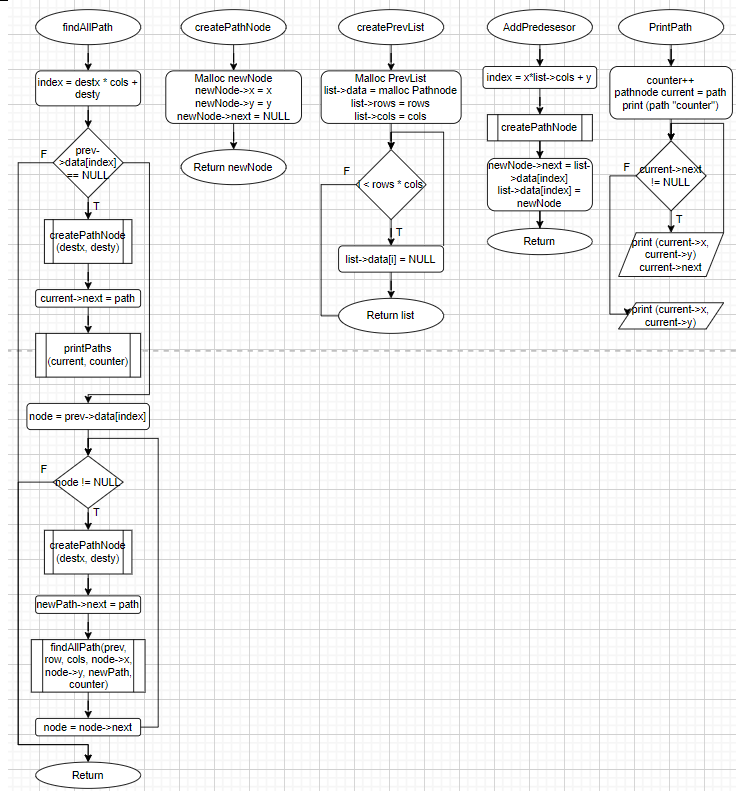 findAllPath
index = destx * cols +
desty
F
prev-
>data[index]
== NULL
T
createPathNode
(destx, desty)
current->next = path
printPaths
(current, counter)
node = prev->data[index]
F
node != NULL
T
createPathNode
(destx, desty)
newPath->next = path
findAllPath(prev,
row, cols, node->x,
node->y, newPath,
counter)
node = node->next
Return
createPathNode
Malloc newNode
newNode->x = x
newNode->y = y
newNode->next = NULL
Return newNode
createPrevList
Malloc PrevList
list->data = malloc Pathnode
list->rows = rows
list->cols = cols
F
i < rows * cols
T
list->data[i] = NULL
Return list
AddPredesesor
index = x*list->cols + y
createPathNode
newNode->next = list-
>data[index]
list->data[index] =
newNode
Return
PrintPath
counter++
pathnode current = path
print (path "counter")
F
current->next
!= NULL
T
print (current->x,
current->y)
current->next
print (current->x,
current->y)